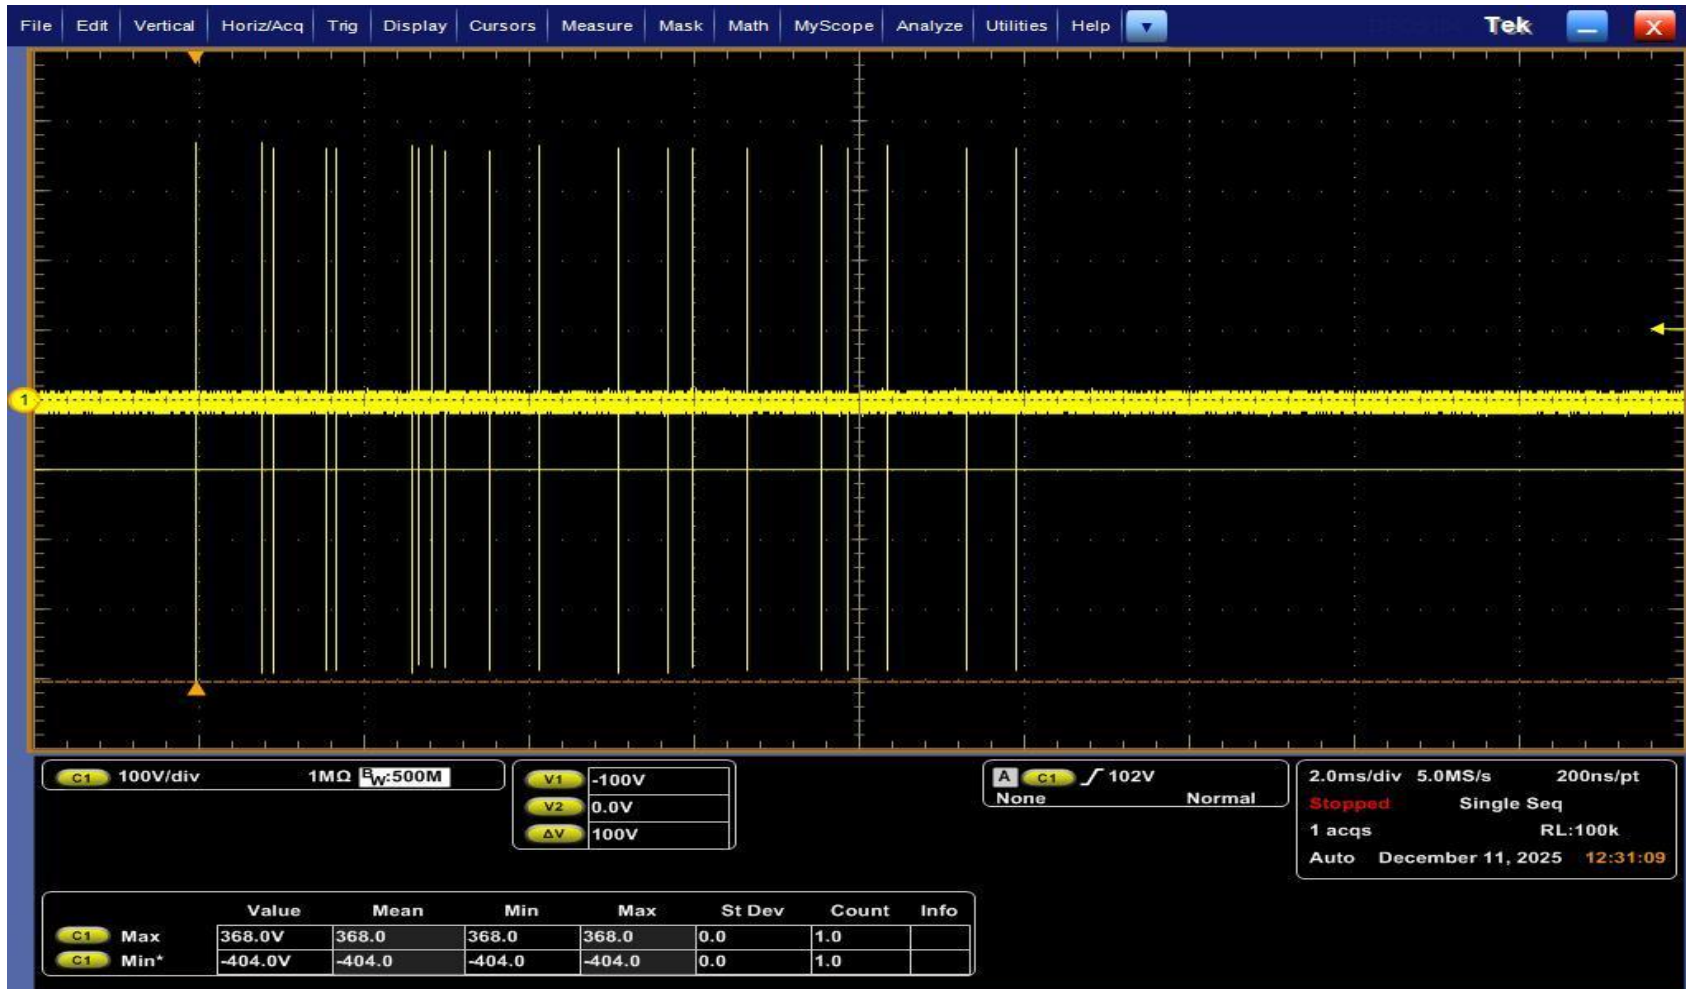 File Edit Vertical Horiz/Acq Trig Display Cursors Measure Mask Math MyScope Analyze Utilities Help Tek X
1
C1 100V/div 1MΩ BW:500M
V1 -100V
V2 0.0V
ΔV 100V
A C1 102V
None Normal
2.0ms/div 5.0MS/s 200ns/pt
Stopped Single Seq
1 acqs RL:100k
Auto December 11, 2025 12:31:09
Value Mean Min Max St Dev Count Info
C1 Max 368.0V 368.0 368.0 368.0 0.0 1.0
C1 Min* -404.0V -404.0 -404.0 -404.0 0.0 1.0